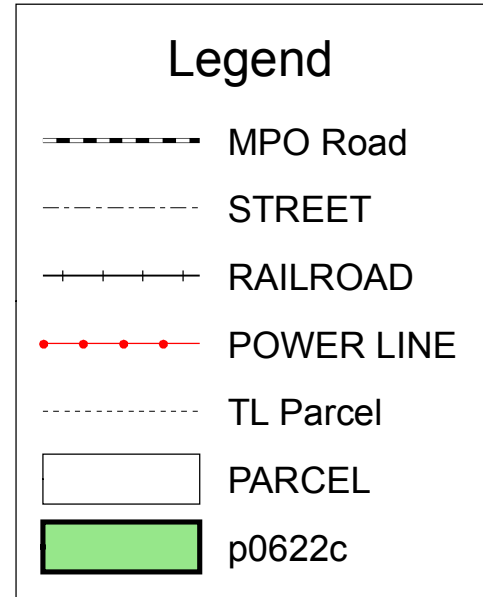 Legend
MPO Road
STREET
RAILROAD
POWER LINE
TL Parcel
PARCEL
p0622c